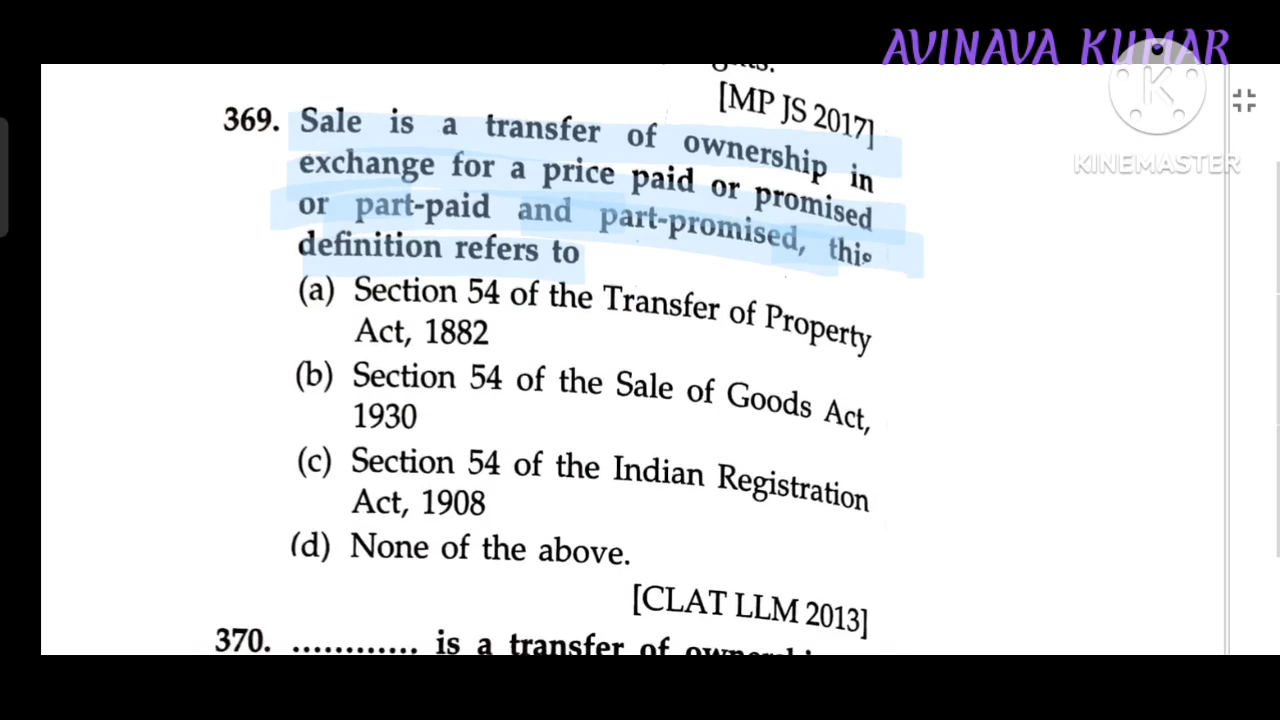 AVINAVA KUMAR
[MP JS 2017]
KINEMASTER
369. Sale is a transfer of ownership in
exchange for a price paid or promised
or part-paid and part-promised, this
definition refers to
(a) Section 54 of the Transfer of Property
Act, 1882
(b) Section 54 of the Sale of Goods Act,
1930
(c) Section 54 of the Indian Registration
Act, 1908
(d) None of the above.
[CLAT LLM 2013]
370. ............ is a transfer of